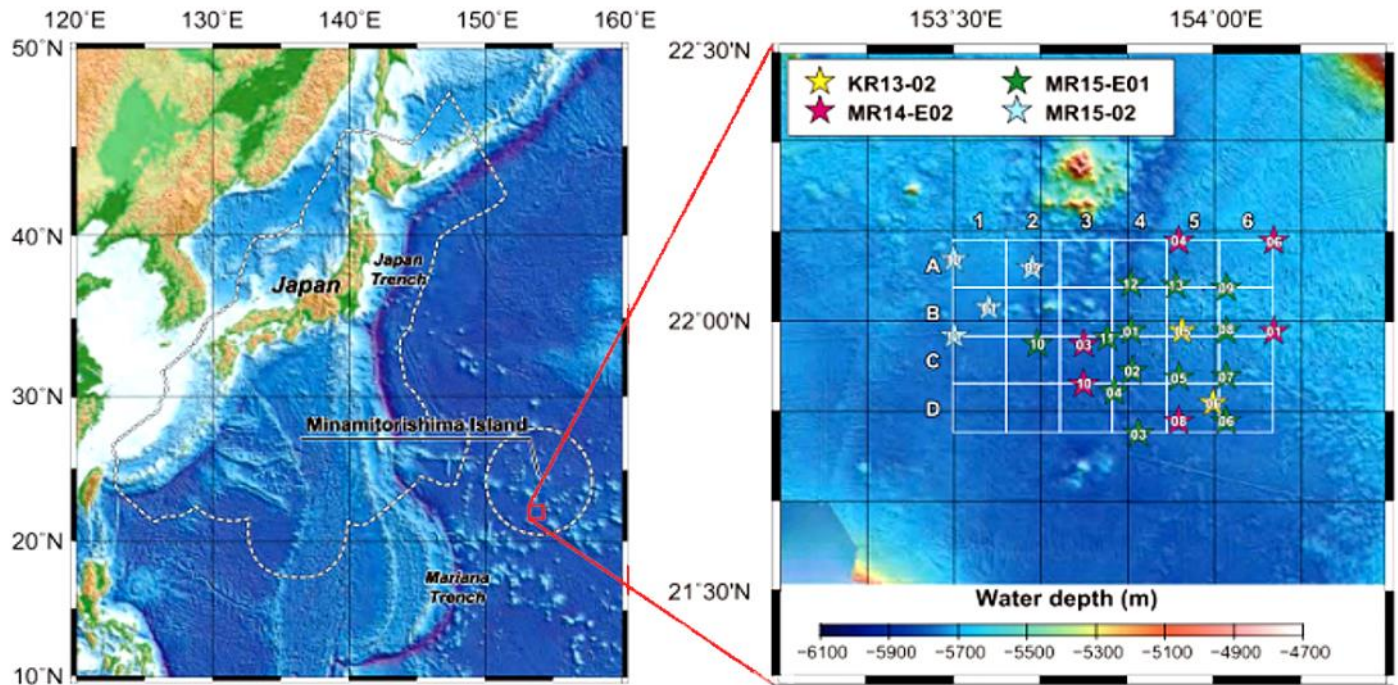 120°E 130°E 140°E 150°E 160°E
50°N
40°N
30°N
20°N
10°N
Japan
Japan
Trench
Minamitorishima Island
Mariana
Trench
153°30'E 154°00'E
22°30'N
22°00'N
21°30'N
KR13-02 MR15-E01
MR14-E02 MR15-02
1 2 3 4 5 6
A
B
C
D
04 06
12 13 09
10 03 11 01 08 01
02 05 07
10 04
08 06
03
Water depth (m)
−6100 −5900 −5700 −5500 −5300 −5100 −4900 −4700